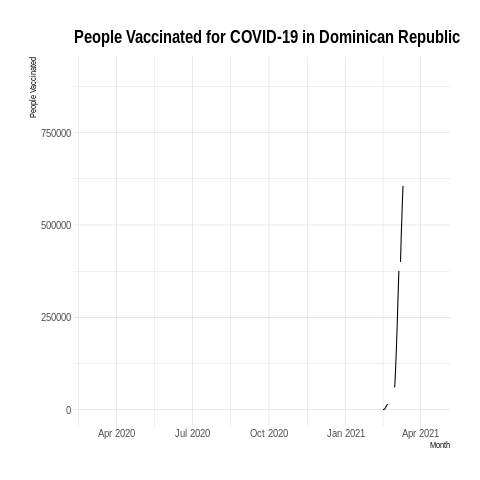 People Vaccinated for COVID-19 in Dominican Republic
People Vaccinated
750000
500000
250000
0
Apr 2020 Jul 2020 Oct 2020 Jan 2021 Apr 2021
Month